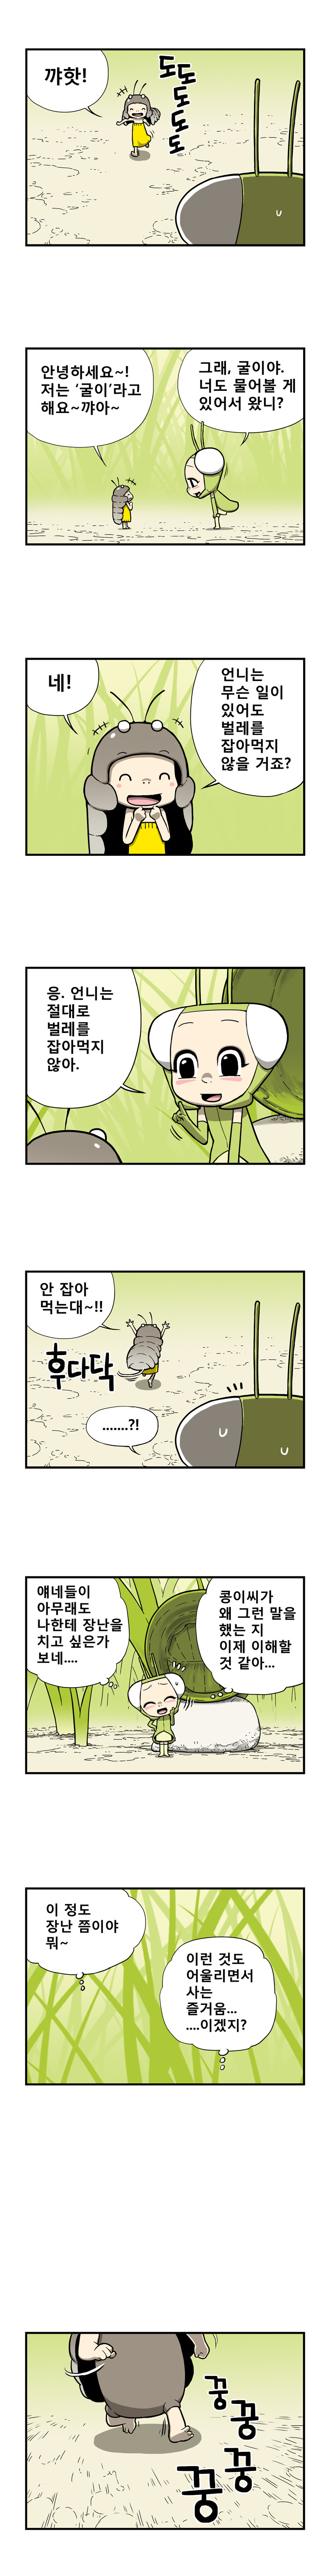 꺄핫!
도도도도도
안녕하세요~!
저는 '굴이'라고
해요~꺄아~
그래, 굴이야.
너도 물어볼 게
있어서 왔니?
네!
언니는
무슨 일이
있어도
벌레를
잡아먹지
않을 거죠?
응. 언니는
절대로
벌레를
잡아먹지
않아.
안 잡아
먹는대~!!
후다닥
.......?!
얘네들이
아무래도
나한테 장난을
치고 싶은가
보네....
콩이씨가
왜 그런 말을
했는 지
이제 이해할
것 같아...
이 정도
장난 쯤이야
뭐~
이런 것도
어울리면서
사는
즐거움...
....이겠지?
꿍
꿍
꿍
꿍